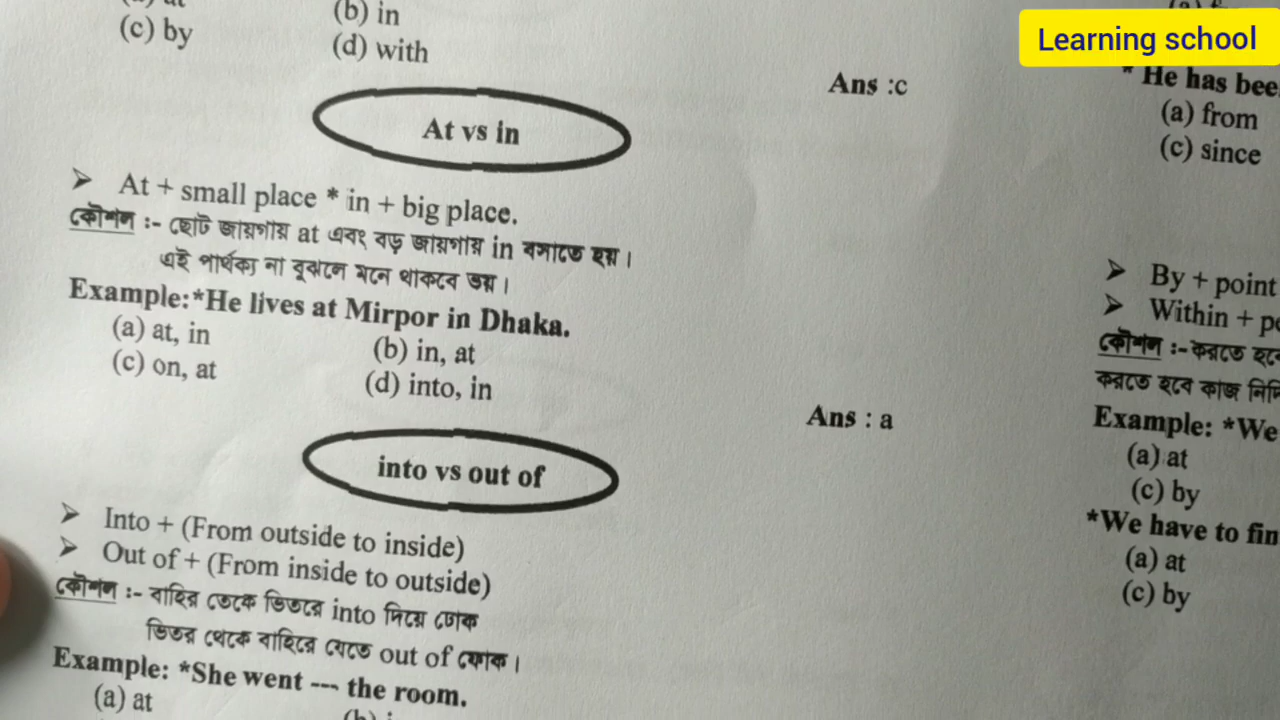 (b) in
(c) by
(d) with
Ans :c
At vs in
➢ At + small place * in + big place.
কৌশল :- ছোট জায়গায় at এবং বড় জায়গায় in বসাতে হয়।
এই পার্থক্য না বুঝলে মনে থাকবে ভয়।
Example:*He lives at Mirpor in Dhaka.
(a) at, in
(b) in, at
(c) on, at
(d) into, in
Ans : a
into vs out of
➢ Into + (From outside to inside)
➢ Out of + (From inside to outside)
কৌশল :- বাহির তেকে ভিতরে into দিয়ে ঢোক
ভিতর থেকে বাহিরে যেতে out of ফোক।
Example: *She went --- the room.
(a) at
Learning school
* He has bee
(a) from
(c) since
➢ By + point
➢ Within +
কৌশল :- করতে হবে
করতে হবে কাজ
Example: *We
(a) at
(c) by
*We have to fin
(a) at
(c) by